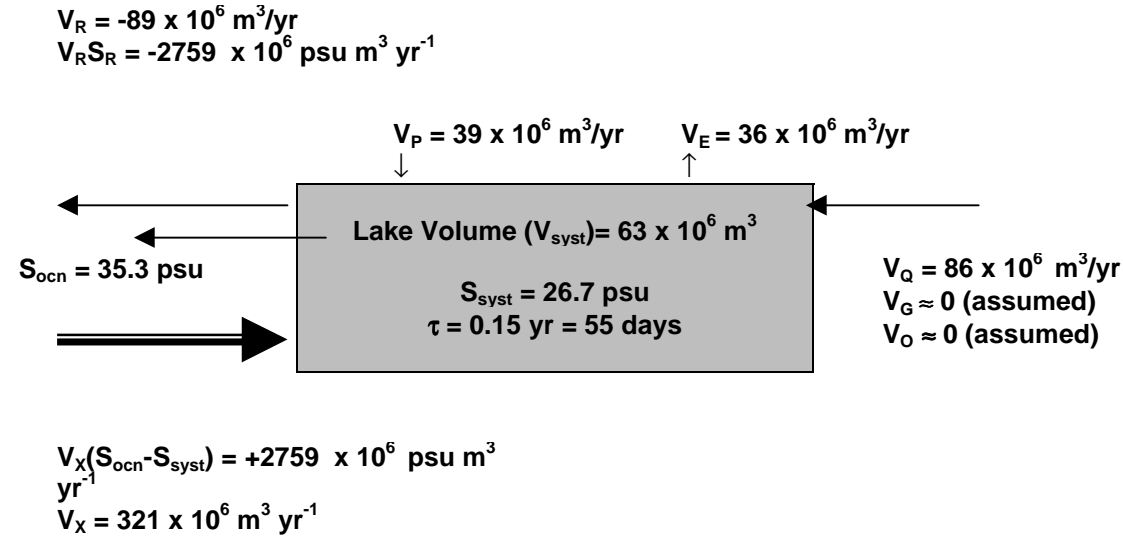 V_R = -89 x 10^6 m^3/yr
V_RS_R = -2759 x 10^6 psu m^3 yr^-1
V_P = 39 x 10^6 m^3/yr V_E = 36 x 10^6 m^3/yr
↓ ↑
Lake Volume (V_syst)= 63 x 10^6 m^3
S_ocn = 35.3 psu
S_syst = 26.7 psu
τ = 0.15 yr = 55 days
V_Q = 86 x 10^6 m^3/yr
V_G ≈ 0 (assumed)
V_O ≈ 0 (assumed)
V_X(S_ocn-S_syst) = +2759 x 10^6 psu m^3
yr^-1
V_X = 321 x 10^6 m^3 yr^-1